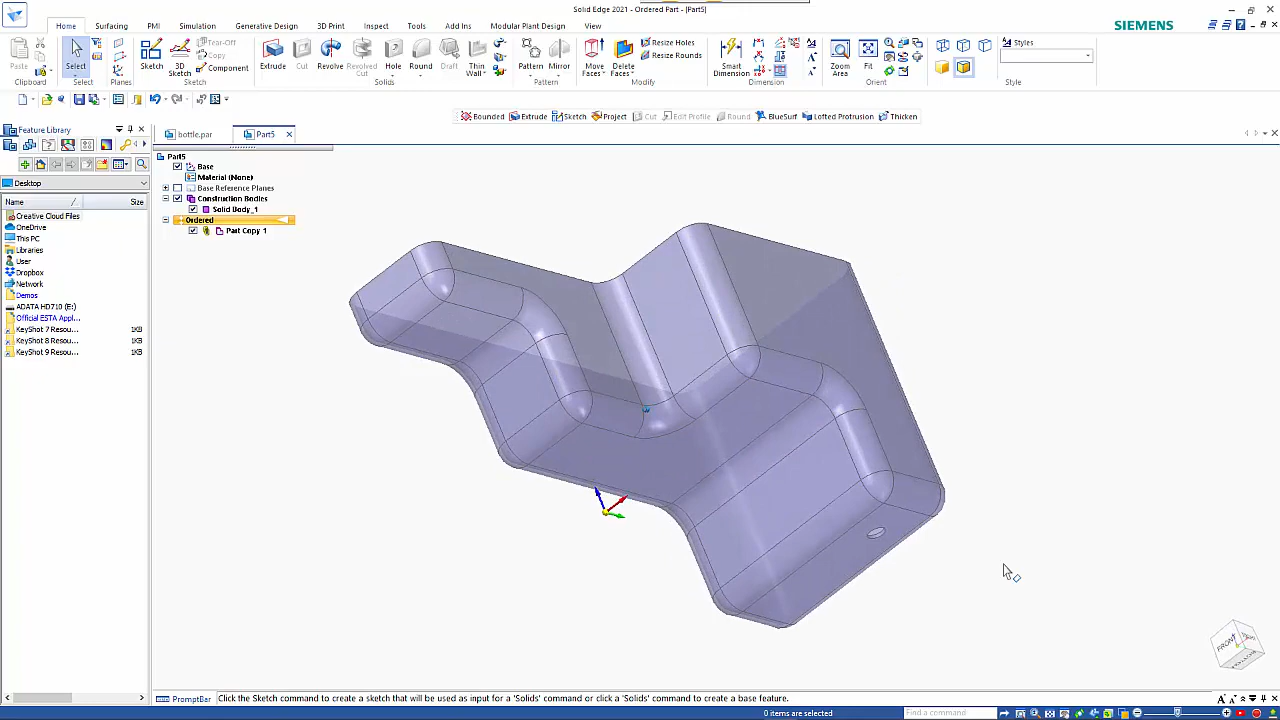 Solid Edge 2021 - Ordered Part - [Part5]
Home Surfacing PMI Simulation Generative Design 3D Print Inspect Tools Add Ins Modular Plant Design View
SIEMENS
Paste
Select
Tear-Off
Copy
Component
Sketch
3D Sketch
Extrude
Cut
Revolve
Revolved Cut
Hole
Round
Draft
Thin Wall
Pattern
Mirror
Move Faces
Delete Faces
Resize Holes
Resize Rounds
Smart Dimension
Zoom Area
Fit
Styles
Clipboard Select Planes Sketch Solids Pattern Modify Dimension Orient Style
Bounded Extrude Sketch Project Cut Edit Profile Round BlueSurf Lofted Protrusion Thicken
Feature Library
bottle.par
Part5
Desktop
Name
Size
Creative Cloud Files
OneDrive
This PC
Libraries
User
Dropbox
Network
Demos
ADATA HD710 (E:)
Official ESTA Appl...
KeyShot 7 Resou... 1KB
KeyShot 8 Resou... 1KB
KeyShot 9 Resou... 1KB
Part5
Base
Material (None)
Base Reference Planes
Construction Bodies
Solid Body_1
Ordered
Part Copy 1
FRONT
PromptBar
Click the Sketch command to create a sketch that will be used as input for a 'Solids' command or click a 'Solids' command to create a base feature.
0 items are selected
Find a command